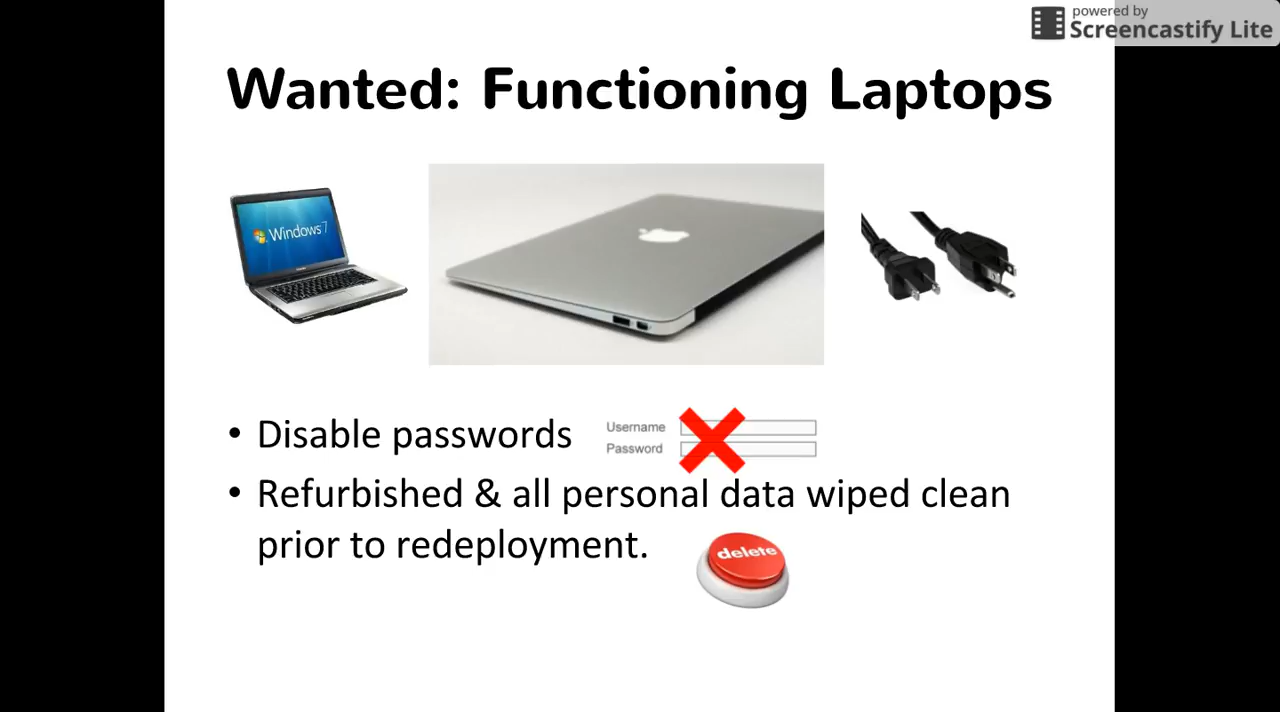 powered by
Screencastify Lite
Wanted: Functioning Laptops
Windows 7
• Disable passwords
Username
Password
• Refurbished & all personal data wiped clean
prior to redeployment.
delete